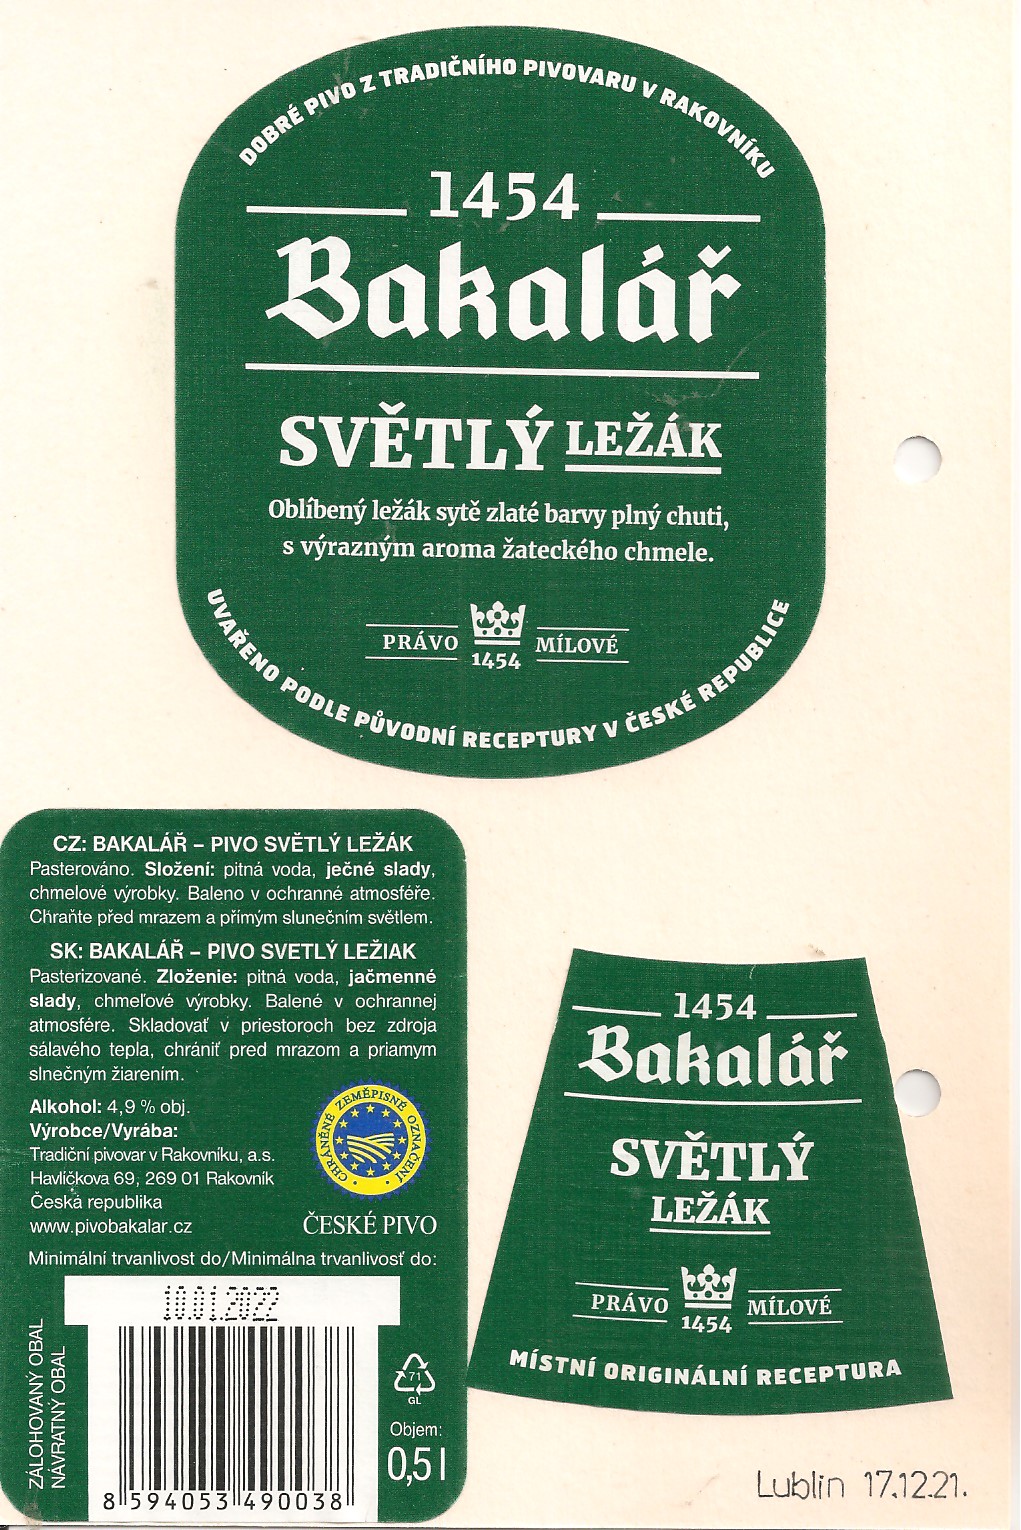 DOBRÉ PIVO Z TRADIČNÍHO PIVOVARU V RAKOVNÍKU
1454
Bakalář
SVĚTLÝ LEŽÁK
Oblíbený ležák sytě zlaté barvy plný chuti,
s výrazným aroma žateckého chmele.
PRÁVO 1454 MÍLOVÉ
UVAŘENO PODLE PŮVODNÍ RECEPTURY V ČESKÉ REPUBLICE
CZ: BAKALÁŘ – PIVO SVĚTLÝ LEŽÁK
Pasterováno. Složení: pitná voda, ječné slady,
chmelové výrobky. Baleno v ochranné atmosféře.
Chraňte před mrazem a přímým slunečním světlem.
SK: BAKALÁŘ – PIVO SVETLÝ LEŽIAK
Pasterizované. Zloženie: pitná voda, jačmenné
slady, chmeľové výrobky. Balené v ochrannej
atmosfére. Skladovať v priestoroch bez zdroja
sálavého tepla, chrániť pred mrazom a priamym
slnečným žiarením.
Alkohol: 4,9 % obj.
Výrobce/Vyrába:
Tradiční pivovar v Rakovníku, a.s.
Havlíčkova 69, 269 01 Rakovník
Česká republika
www.pivobakalar.cz
CHRÁNĚNÉ ZEMĚPISNÉ OZNAČENÍ
ČESKÉ PIVO
Minimální trvanlivost do/Minimálna trvanlivosť do:
10.01.2022
ZÁLOHOVANÝ OBAL
NÁVRATNÝ OBAL
8 594053 490038
71
GL
Objem:
0,5 l
1454
Bakalář
SVĚTLÝ
LEŽÁK
PRÁVO 1454 MÍLOVÉ
MÍSTNÍ ORIGINÁLNÍ RECEPTURA
Lublin 17.12.21.